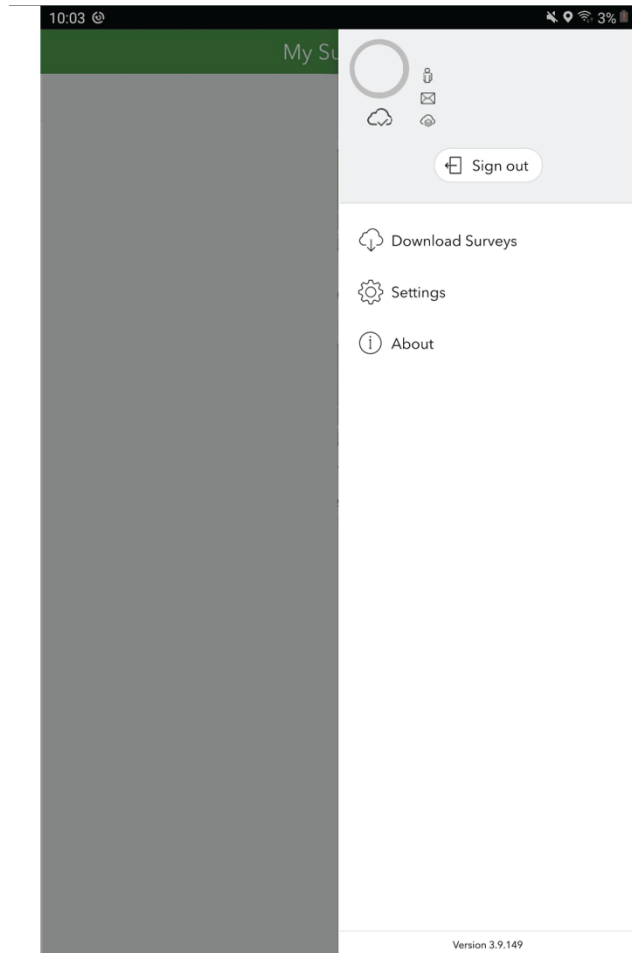 10:03
3%
My Su
Sign out
Download Surveys
Settings
About
Version 3.9.149